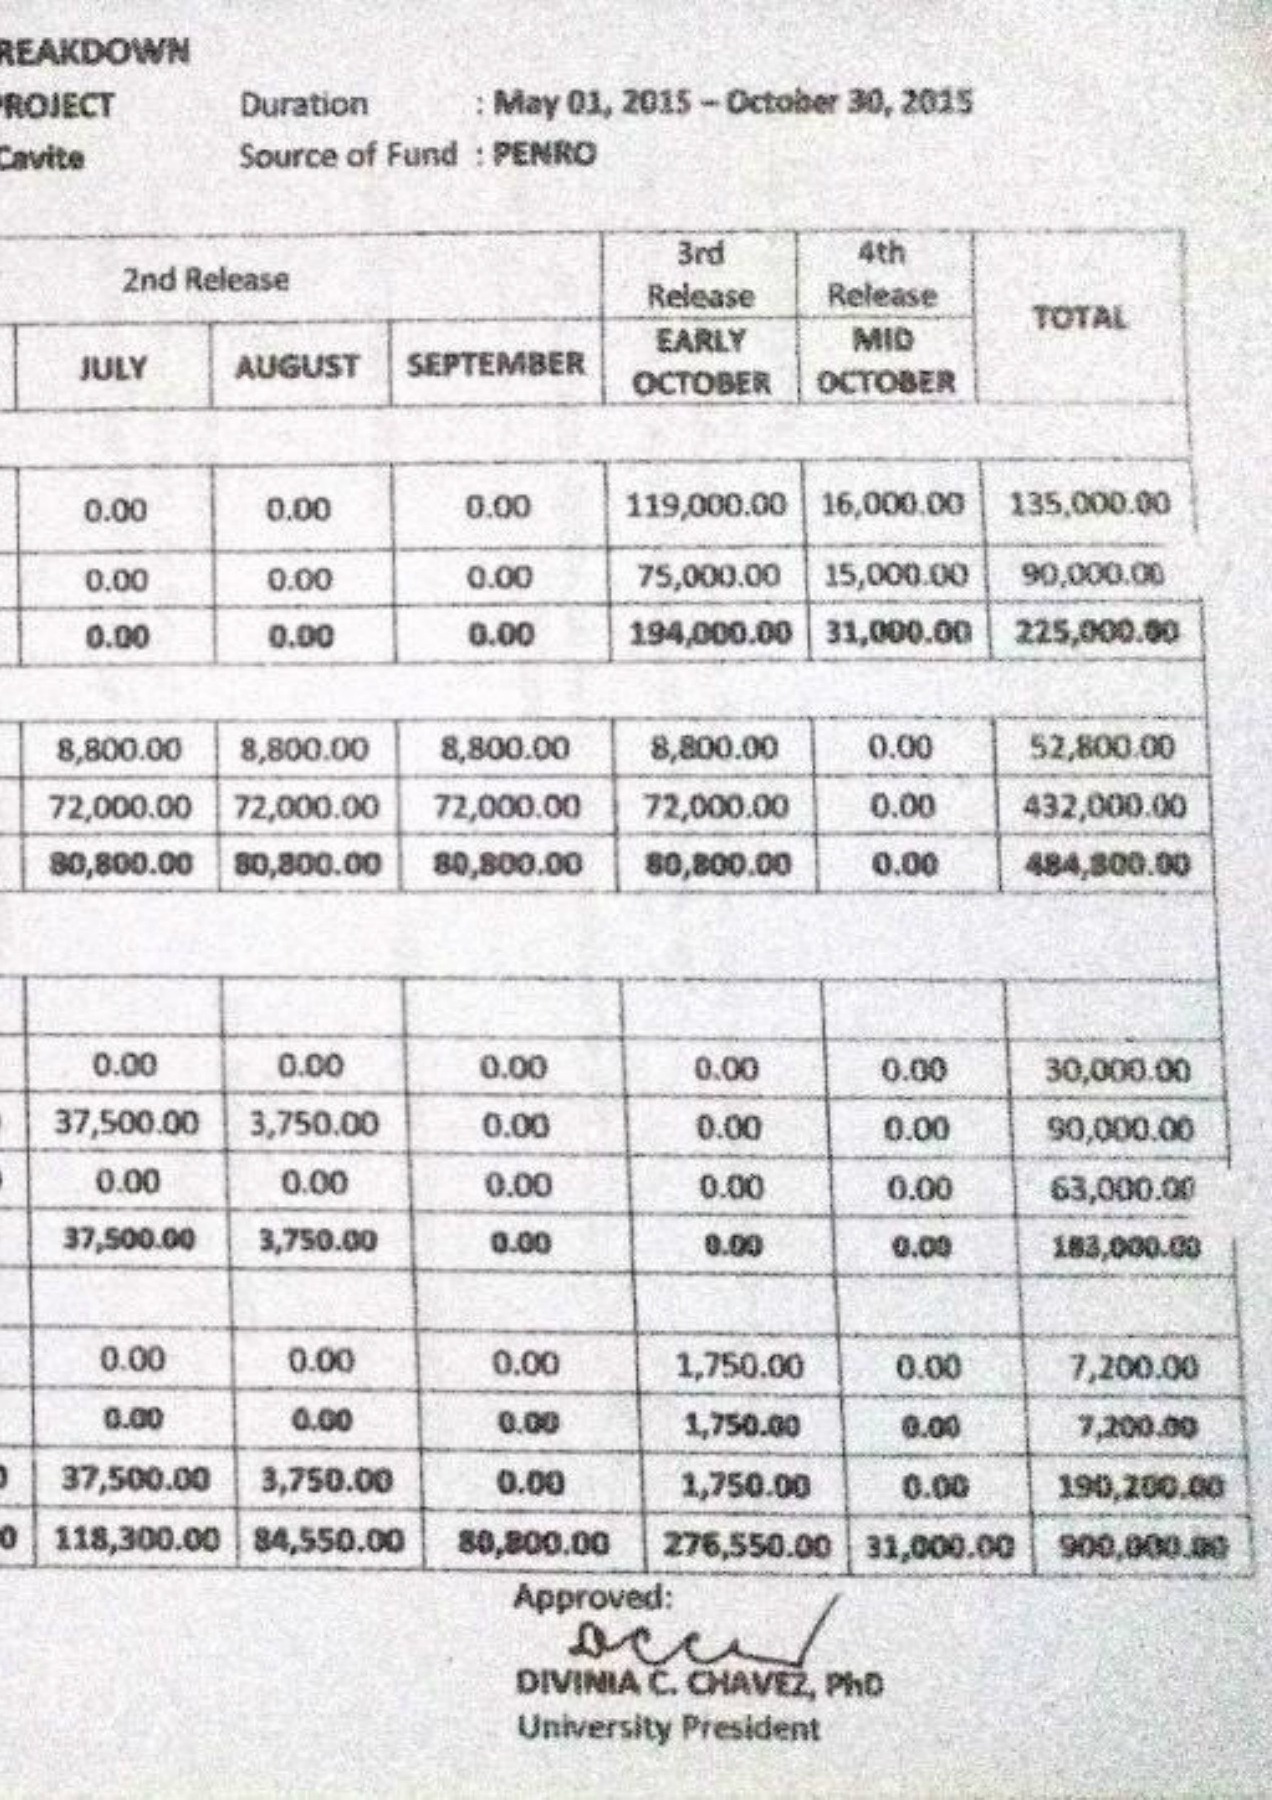 REAKDOWN
PROJECT Duration : May 01, 2015 – October 30, 2015
Cavite Source of Fund : PENRO
2nd Release 3rd Release 4th Release TOTAL
JULY AUGUST SEPTEMBER EARLY OCTOBER MID OCTOBER
0.00 0.00 0.00 119,000.00 16,000.00 135,000.00
0.00 0.00 0.00 75,000.00 15,000.00 90,000.00
0.00 0.00 0.00 194,000.00 31,000.00 225,000.00
8,800.00 8,800.00 8,800.00 8,800.00 0.00 52,800.00
72,000.00 72,000.00 72,000.00 72,000.00 0.00 432,000.00
80,800.00 80,800.00 80,800.00 80,800.00 0.00 484,800.00
0.00 0.00 0.00 0.00 0.00 30,000.00
37,500.00 3,750.00 0.00 0.00 0.00 90,000.00
0.00 0.00 0.00 0.00 0.00 63,000.00
37,500.00 3,750.00 0.00 0.00 0.00 183,000.00
0.00 0.00 0.00 1,750.00 0.00 7,200.00
0.00 0.00 0.00 1,750.00 0.00 7,200.00
37,500.00 3,750.00 0.00 1,750.00 0.00 190,200.00
0 118,300.00 84,550.00 80,800.00 276,550.00 31,000.00 900,000.00
Approved:
DIVINIA C. CHAVEZ, PhD
University President